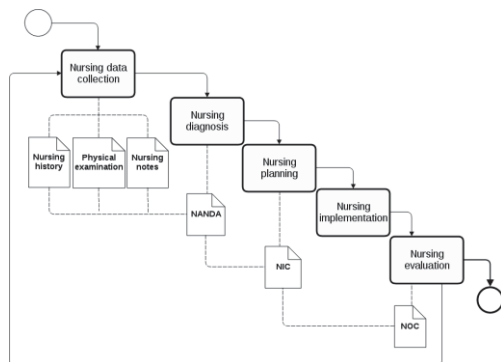 Nursing data
collection
Nursing
diagnosis
Nursing
history
Physical
examination
Nursing
notes
Nursing
planning
NANDA
Nursing
implementation
NIC
Nursing
evaluation
NOC